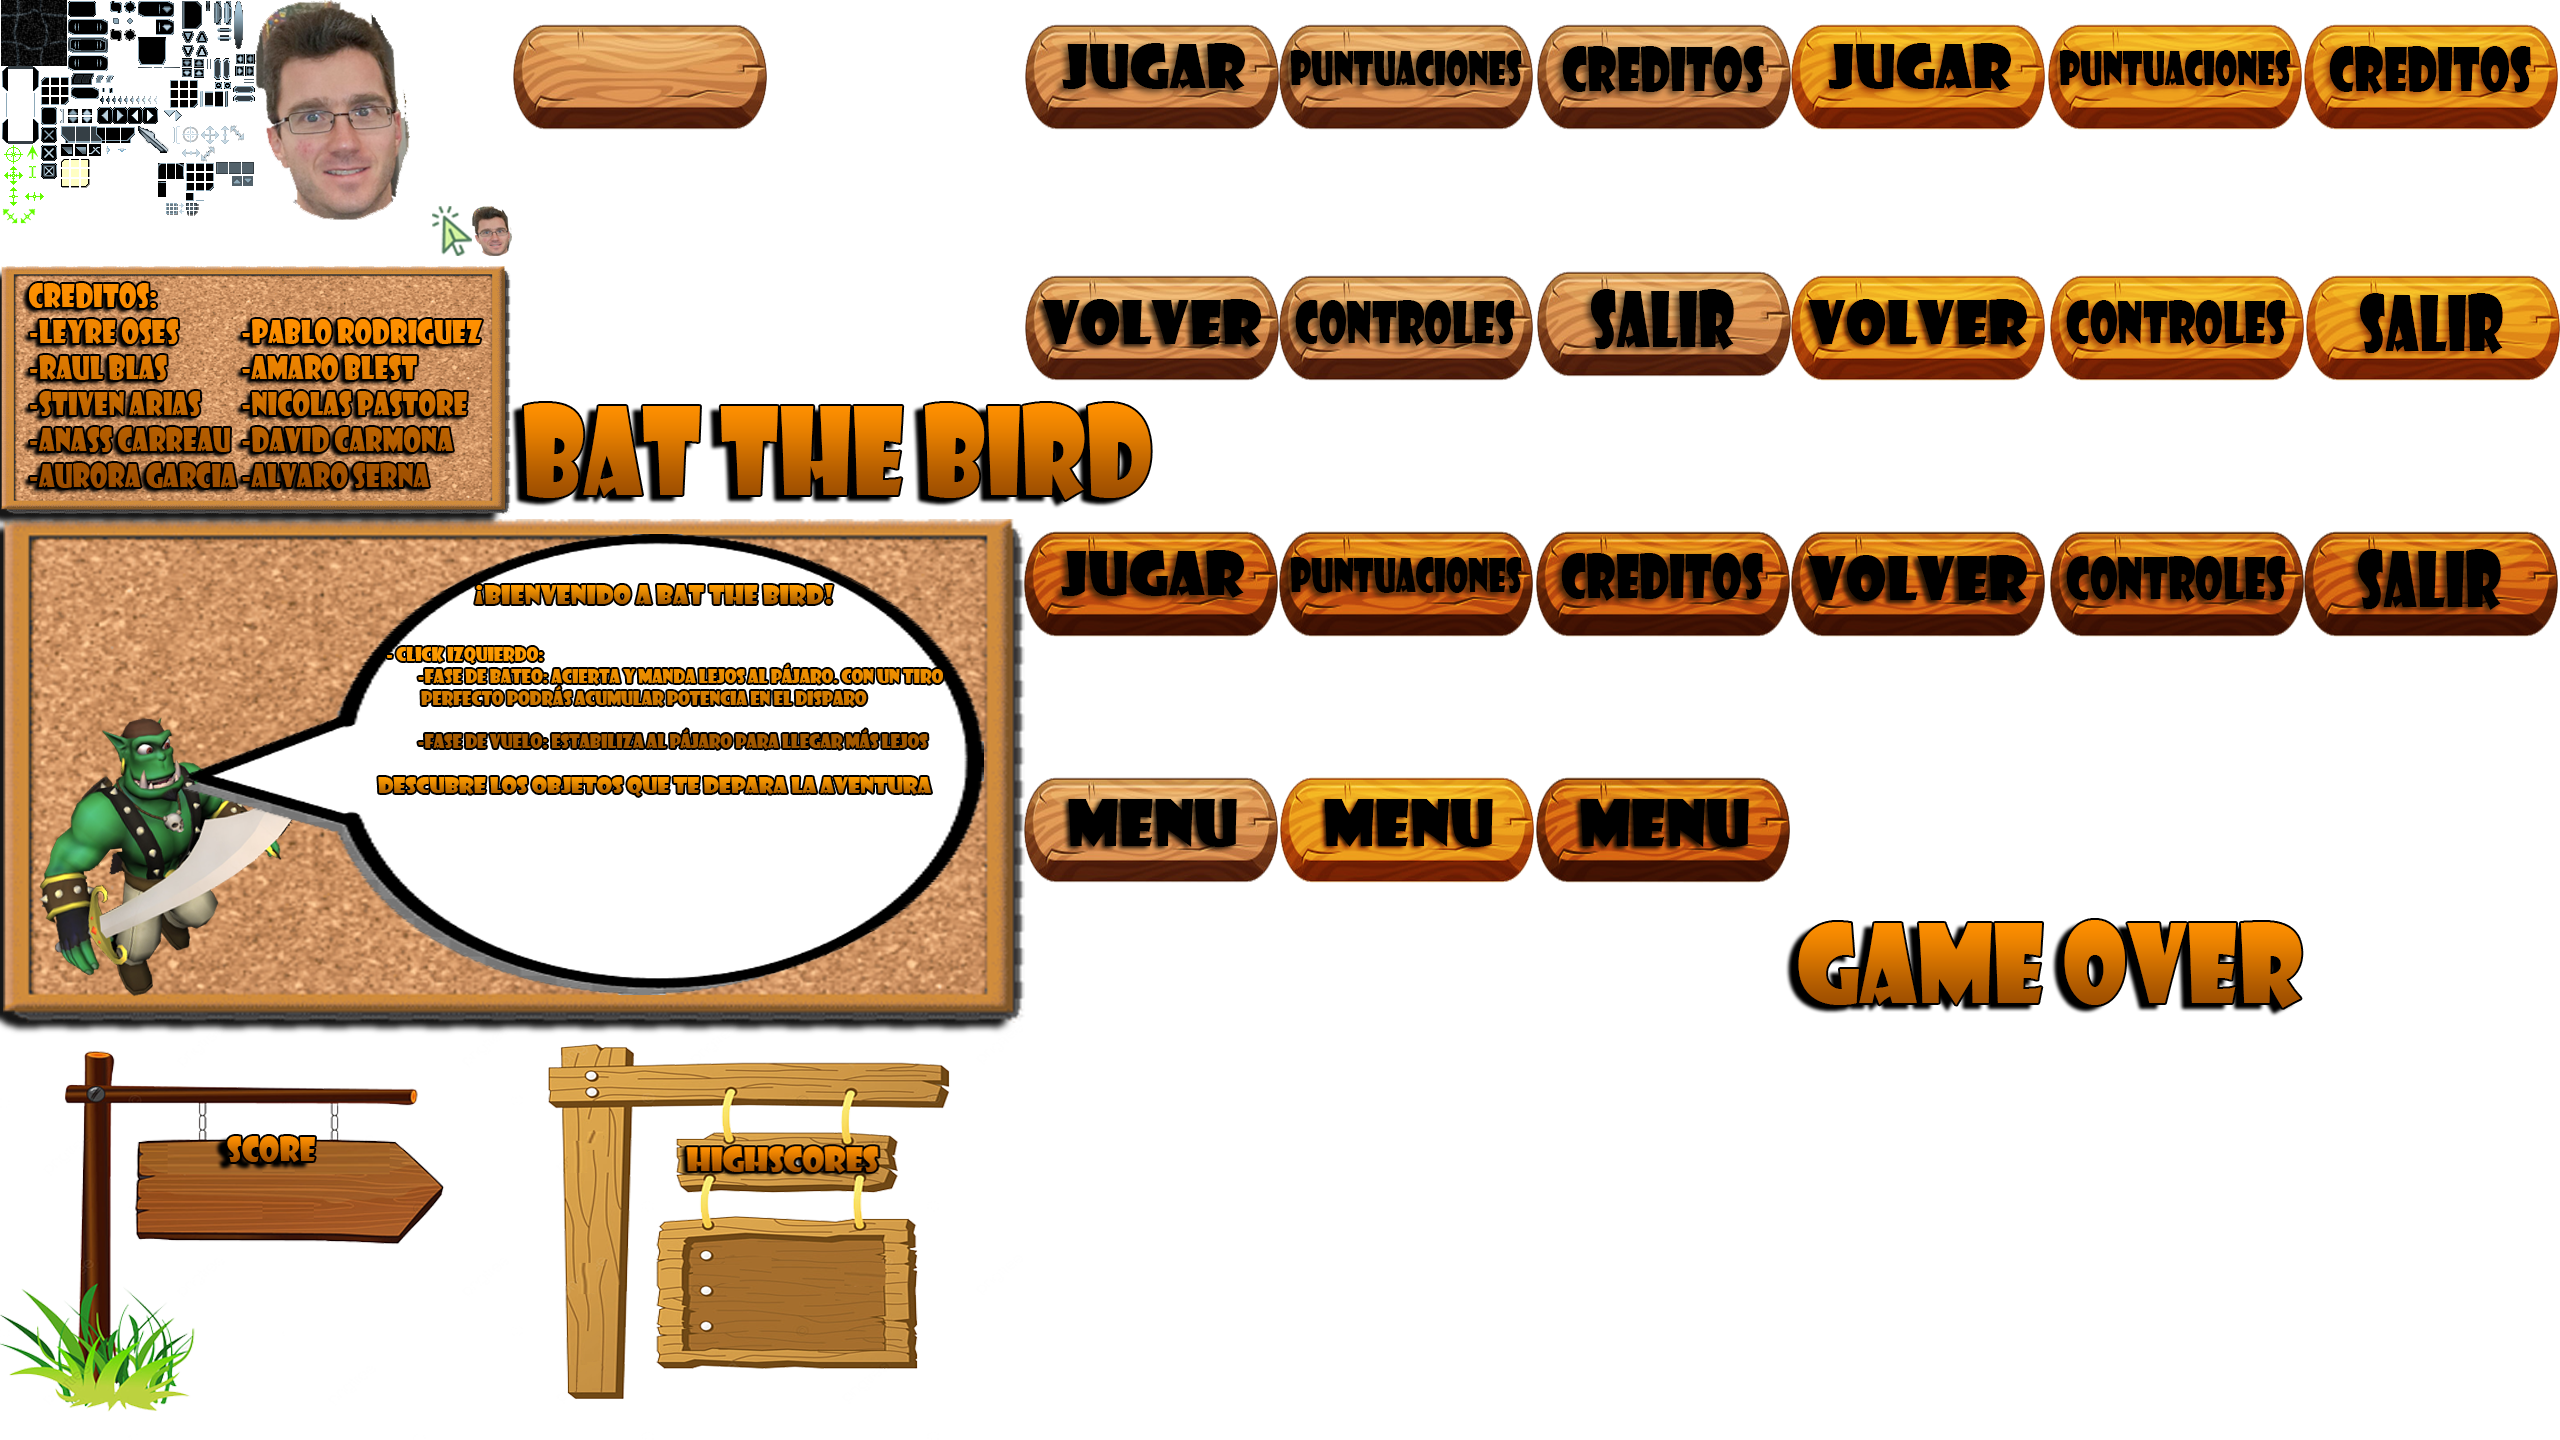 JUGAR PUNTUACIONES CREDITOS JUGAR PUNTUACIONES CREDITOS
VOLVER CONTROLES SALIR VOLVER CONTROLES SALIR
CREDITOS:
-LEYRE OSES -PABLO RODRIGUEZ
-RAUL BLAS -AMARO BLEST
-STIVEN ARIAS -NICOLAS PASTORE
-ANASS CARREAU -DAVID CARMONA
-AURORA GARCIA -ALVARO SERNA
BAT THE BIRD
JUGAR PUNTUACIONES CREDITOS VOLVER CONTROLES SALIR
¡BIENVENIDO A BAT THE BIRD!
- CLICK IZQUIERDO:
-FASE DE BATEO: ACIERTA Y MANDA LEJOS AL PÁJARO. CON UN TIRO
PERFECTO PODRÁS ACUMULAR POTENCIA EN EL DISPARO
-FASE DE VUELO: ESTABILIZA AL PÁJARO PARA LLEGAR MÁS LEJOS
DESCUBRE LOS OBJETOS QUE TE DEPARA LA AVENTURA
MENU MENU MENU
GAME OVER
SCORE
HIGHSCORES